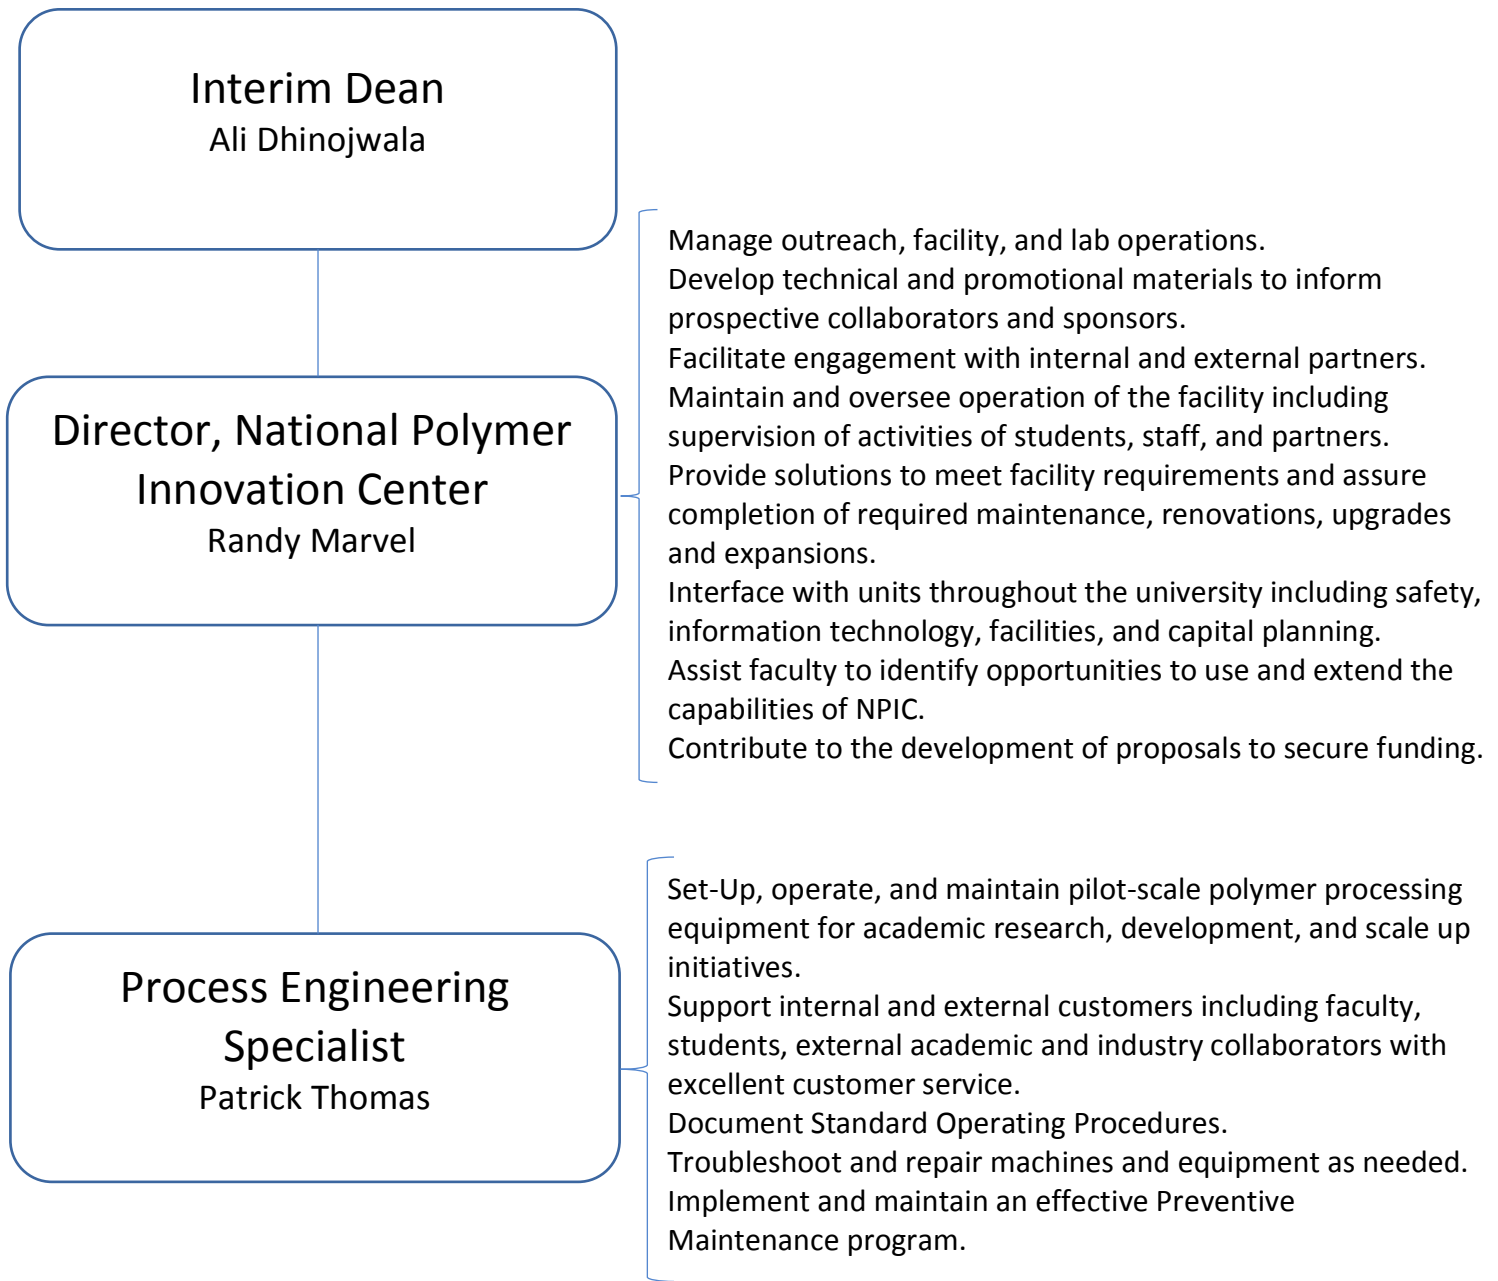 Interim Dean
Ali Dhinojwala
Director, National Polymer
Innovation Center
Randy Marvel
Manage outreach, facility, and lab operations.
Develop technical and promotional materials to inform
prospective collaborators and sponsors.
Facilitate engagement with internal and external partners.
Maintain and oversee operation of the facility including
supervision of activities of students, staff, and partners.
Provide solutions to meet facility requirements and assure
completion of required maintenance, renovations, upgrades
and expansions.
Interface with units throughout the university including safety,
information technology, facilities, and capital planning.
Assist faculty to identify opportunities to use and extend the
capabilities of NPIC.
Contribute to the development of proposals to secure funding.
Process Engineering
Specialist
Patrick Thomas
Set-Up, operate, and maintain pilot-scale polymer processing
equipment for academic research, development, and scale up
initiatives.
Support internal and external customers including faculty,
students, external academic and industry collaborators with
excellent customer service.
Document Standard Operating Procedures.
Troubleshoot and repair machines and equipment as needed.
Implement and maintain an effective Preventive
Maintenance program.